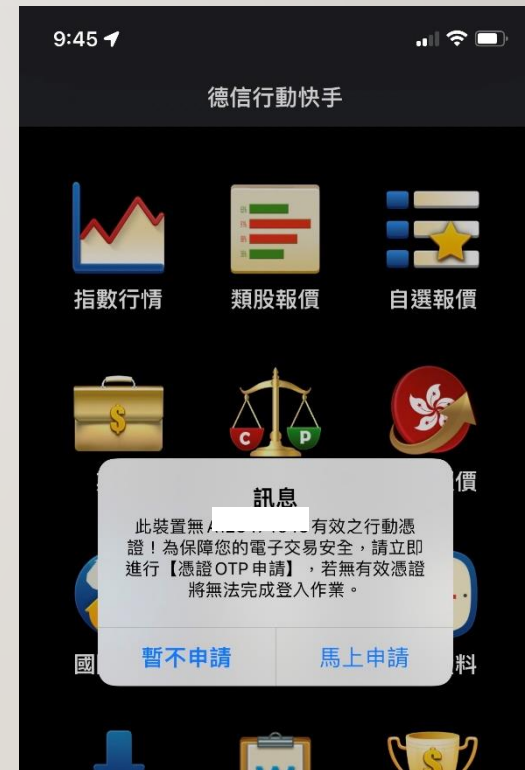 9:45
德信行動快手
指數行情
類股報價
自選報價
$
C
P
價
訊息
此裝置無 有效之行動憑
證!為保障您的電子交易安全,請立即
進行【憑證OTP申請】,若無有效憑證
將無法完成登入作業。
國
暫不申請
馬上申請
料
$